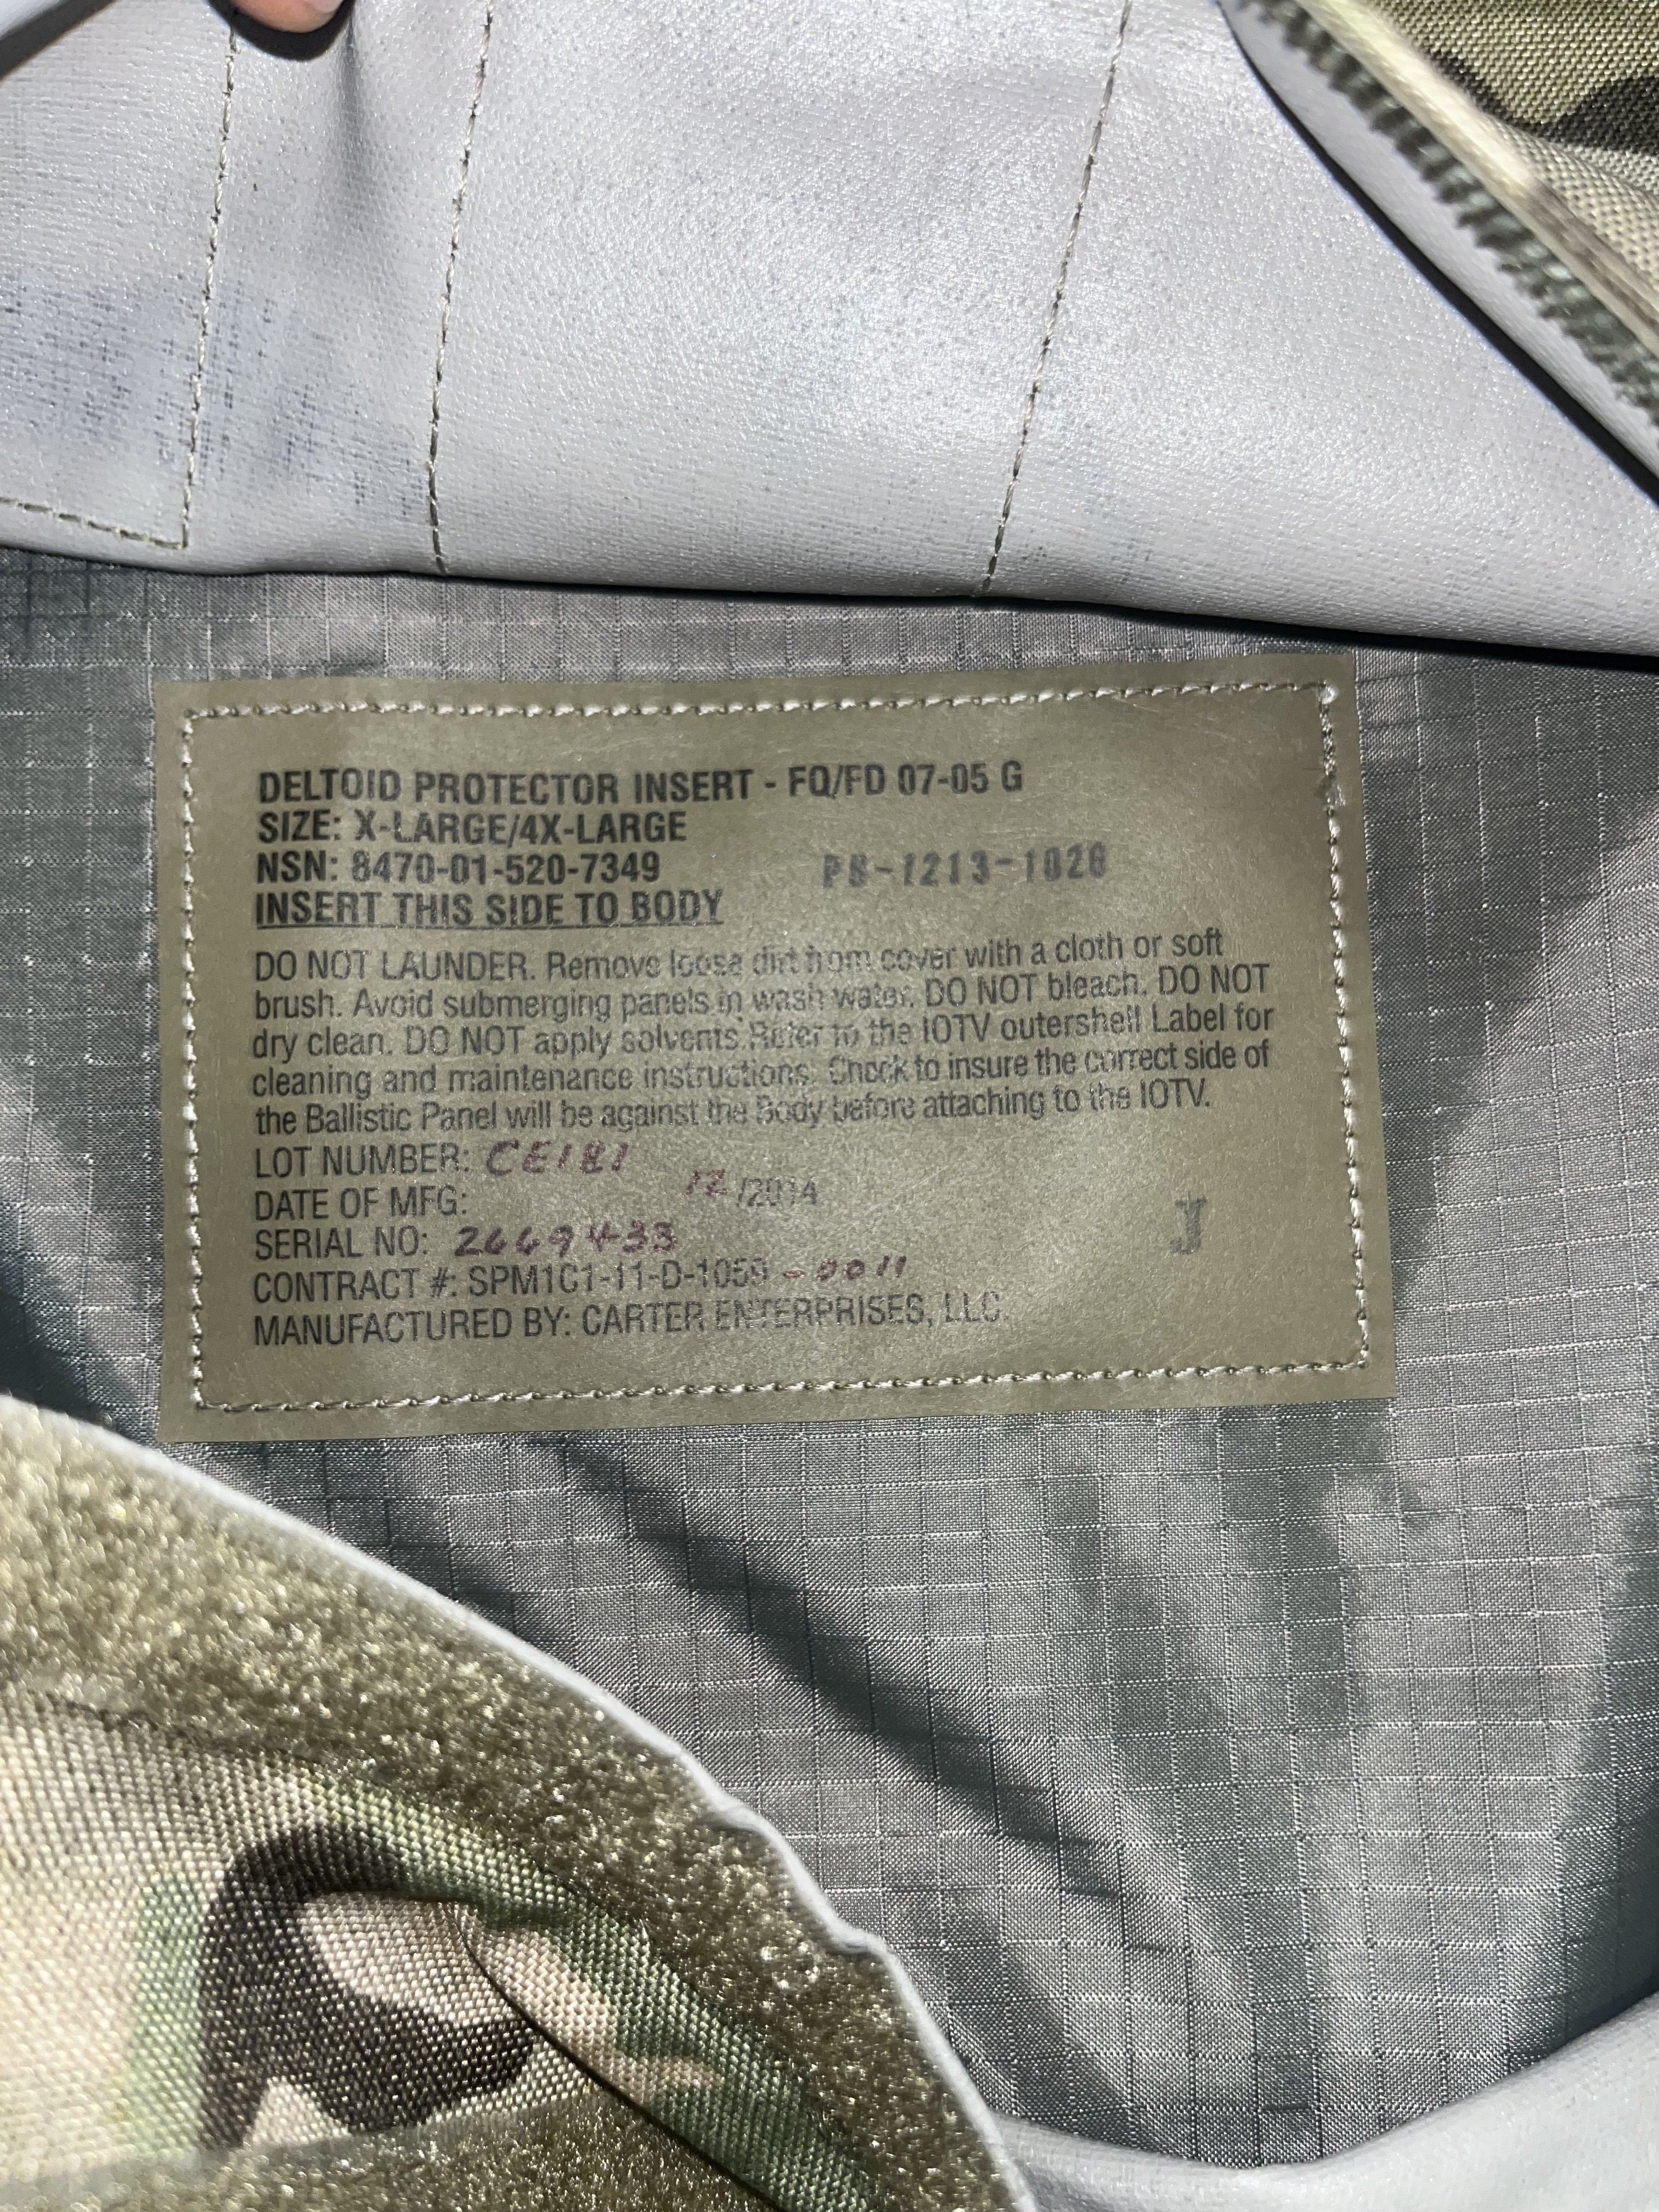 DELTOID PROTECTOR INSERT - FQ/FD 07-05 G
SIZE: X-LARGE/4X-LARGE
NSN: 8470-01-520-7349
PS-1213-1026
INSERT THIS SIDE TO BODY
DO NOT LAUNDER. Remove loose dirt from cover with a cloth or soft
brush. Avoid submerging panels in wash water. DO NOT bleach. DO NOT
dry clean. DO NOT apply solvents.Refer to the IOTV outershell Label for
cleaning and maintenance instructions. Check to insure the correct side of
the Ballistic Panel will be against the Body before attaching to the IOTV.
LOT NUMBER: CE181
DATE OF MFG: 12/2014
SERIAL NO: 2669433
J
CONTRACT #: SPM1C1-11-D-1059 -0011
MANUFACTURED BY: CARTER ENTERPRISES, LLC.